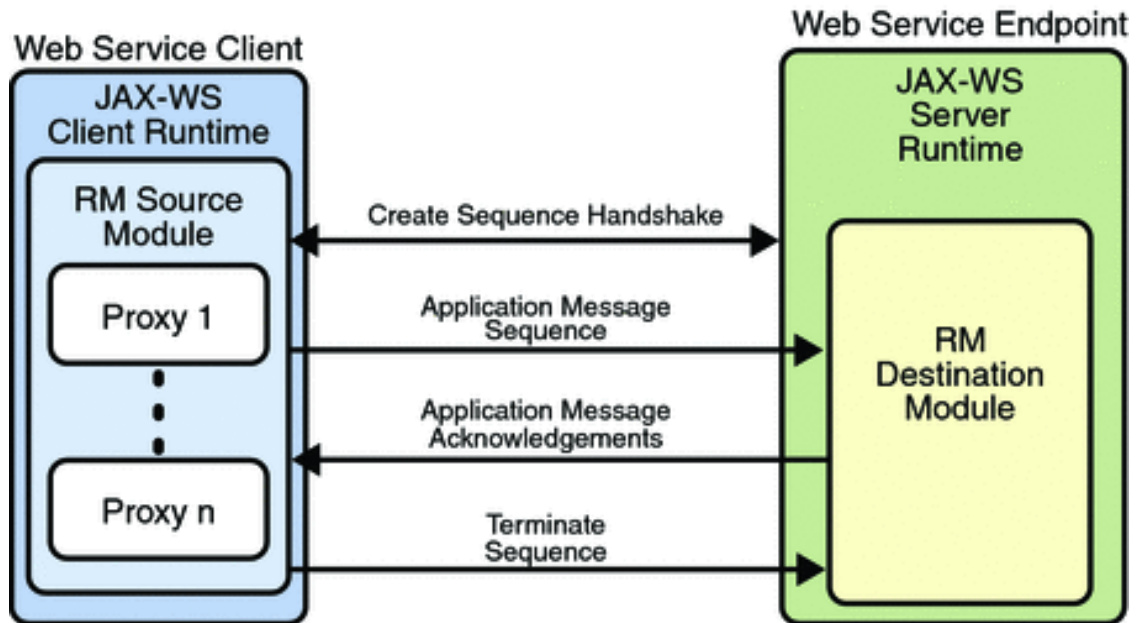 Web Service Client
JAX-WS
Client Runtime
RM Source
Module
Proxy 1
Proxy n
Create Sequence Handshake
Application Message
Sequence
Application Message
Acknowledgements
Terminate
Sequence
Web Service Endpoint
JAX-WS
Server
Runtime
RM
Destination
Module